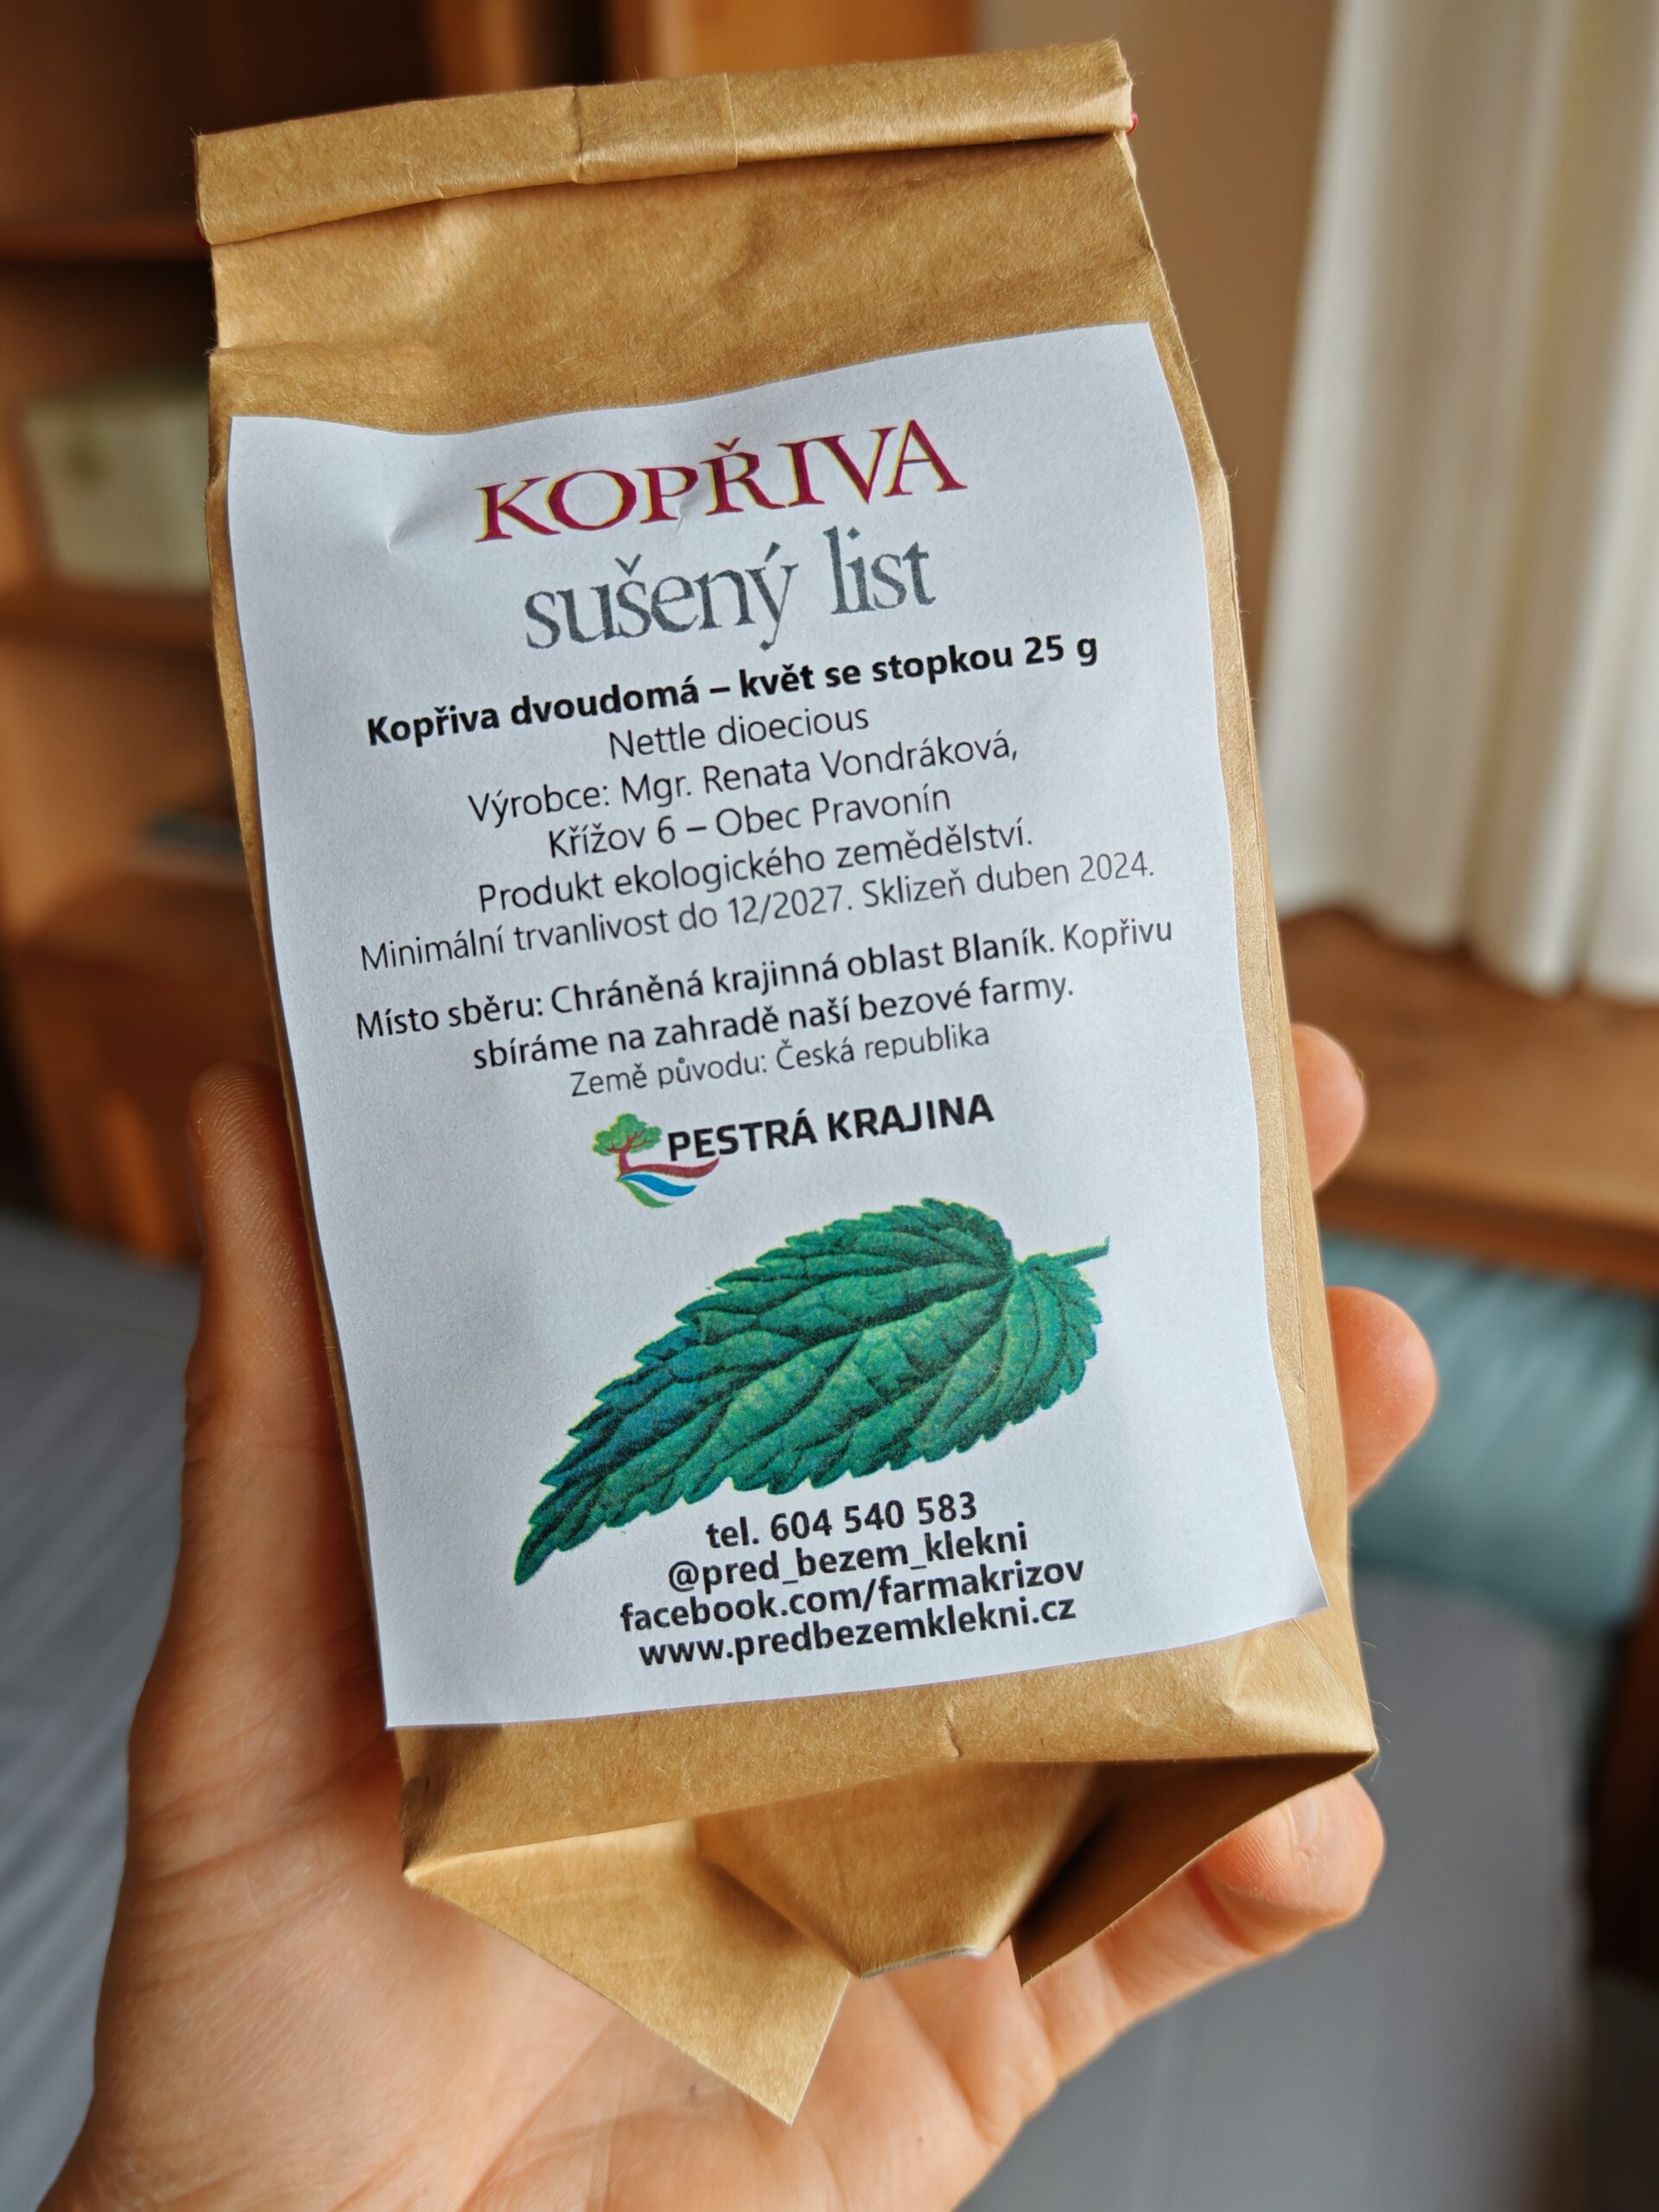 KOPŘIVA
sušený list
Kopřiva dvoudomá – květ se stopkou 25 g
Nettle dioecious
Výrobce: Mgr. Renata Vondráková,
Křížov 6 – Obec Pravonín
Produkt ekologického zemědělství.
Minimální trvanlivost do 12/2027. Sklizeň duben 2024.
Místo sběru: Chráněná krajinná oblast Blaník. Kopřivu
sbíráme na zahradě naší bezové farmy.
Země původu: Česká republika
PESTRÁ KRAJINA
tel. 604 540 583
@pred_bezem_klekni
facebook.com/farmakrizov
www.predbezemklekni.cz